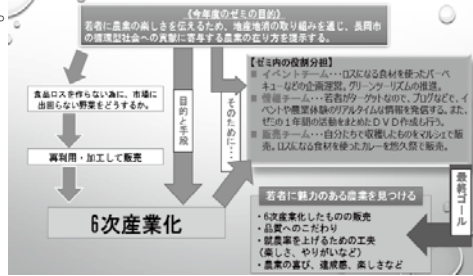 《今年度のゼミの目的》
若者に農業の楽しさを伝えるため、地産地消の取り組みを通じ、長岡市
の循環型社会への貢献に寄与する農業の在り方を提示する。
食品ロスを作らない為に、市場に
出回らない野菜をどうするか。
再利用・加工して販売
6次産業化
目的と手段
そのために・・・
【ゼミ内の役割分担】
■ イベントチーム・・・ロスになる食材を使ったバーベ
キューなどの企画運営。グリーンツーリズムの推進。
■ 情報チーム・・・若者がターゲットなので、ブログなどで、イ
ベントや農業体験のリアルタイムな情報を発信する。また、
ゼミの1年間の活動をまとめたDVD作成も行う。
■ 販売チーム・・・自分たちで収穫したものをマルシェで販
売。ロスになる食材を使ったカレーを悠久祭で販売。
最終ゴール
若者に魅力のある農業を見つける
・6次産業化したものの販売
・品質へのこだわり
・就農率を上げるための工夫
（楽しさ、やりがいなど）
・農業の喜び、達成感、楽しさなど